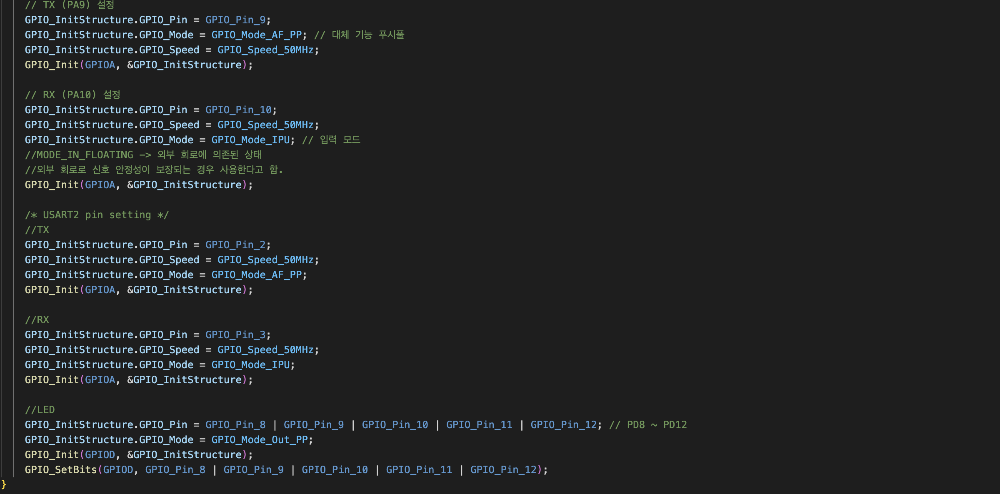 // TX (PA9) 설정
GPIO_InitStructure.GPIO_Pin = GPIO_Pin_9;
GPIO_InitStructure.GPIO_Mode = GPIO_Mode_AF_PP; // 대체 기능 푸시풀
GPIO_InitStructure.GPIO_Speed = GPIO_Speed_50MHz;
GPIO_Init(GPIOA, &GPIO_InitStructure);
// RX (PA10) 설정
GPIO_InitStructure.GPIO_Pin = GPIO_Pin_10;
GPIO_InitStructure.GPIO_Speed = GPIO_Speed_50MHz;
GPIO_InitStructure.GPIO_Mode = GPIO_Mode_IPU; // 입력 모드
//MODE_IN_FLOATING -> 외부 회로에 의존된 상태
//외부 회로로 신호 안정성이 보장되는 경우 사용한다고 함.
GPIO_Init(GPIOA, &GPIO_InitStructure);
/* USART2 pin setting */
//TX
GPIO_InitStructure.GPIO_Pin = GPIO_Pin_2;
GPIO_InitStructure.GPIO_Speed = GPIO_Speed_50MHz;
GPIO_InitStructure.GPIO_Mode = GPIO_Mode_AF_PP;
GPIO_Init(GPIOA, &GPIO_InitStructure);
//RX
GPIO_InitStructure.GPIO_Pin = GPIO_Pin_3;
GPIO_InitStructure.GPIO_Speed = GPIO_Speed_50MHz;
GPIO_InitStructure.GPIO_Mode = GPIO_Mode_IPU;
GPIO_Init(GPIOA, &GPIO_InitStructure);
//LED
GPIO_InitStructure.GPIO_Pin = GPIO_Pin_8 | GPIO_Pin_9 | GPIO_Pin_10 | GPIO_Pin_11 | GPIO_Pin_12; // PD8 ~ PD12
GPIO_InitStructure.GPIO_Mode = GPIO_Mode_Out_PP;
GPIO_Init(GPIOD, &GPIO_InitStructure);
GPIO_SetBits(GPIOD, GPIO_Pin_8 | GPIO_Pin_9 | GPIO_Pin_10 | GPIO_Pin_11 | GPIO_Pin_12);
}